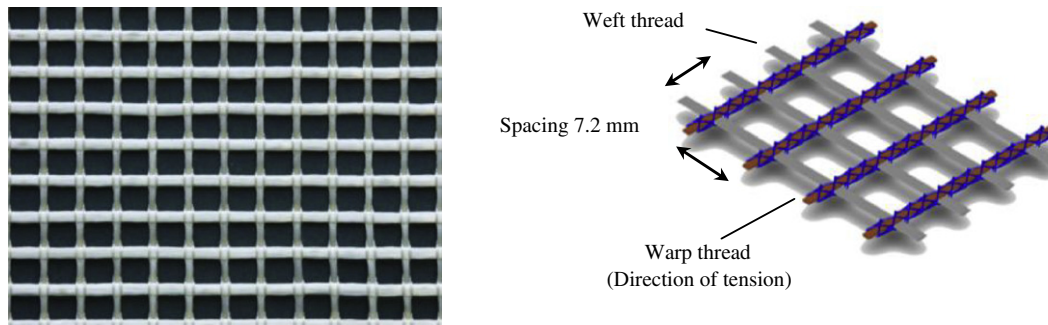 Weft thread
Spacing 7.2 mm
Warp thread
(Direction of tension)